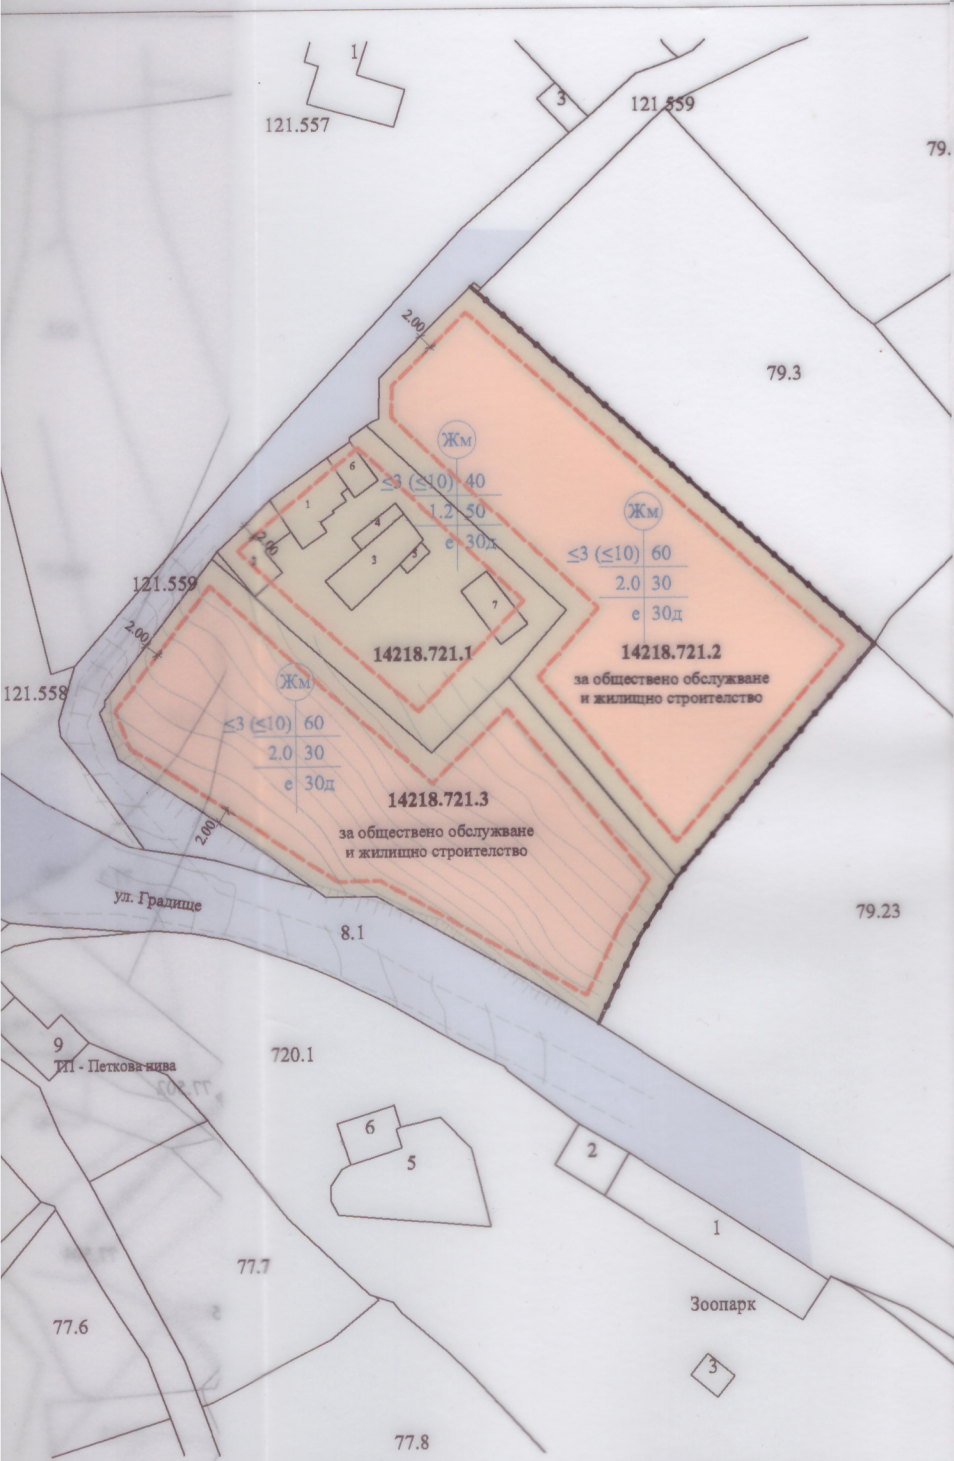 1
121.557
3
121.559
79.
79.3
2.00
Жм
≤3 (≤10) 40
1.2 50
е 30д
6
1
4
3
5
7
2.00
121.559
Жм
≤3 (≤10) 60
2.0 30
е 30д
14218.721.1
14218.721.2
за обществено обслужване
и жилищно строителство
2.00
121.558
Жм
≤3 (≤10) 60
2.0 30
е 30д
14218.721.3
за обществено обслужване
и жилищно строителство
2.00
ул. Градище
8.1
79.23
9
ТП - Петкова нива
720.1
6
5
2
1
77.7
Зоопарк
77.6
3
77.8